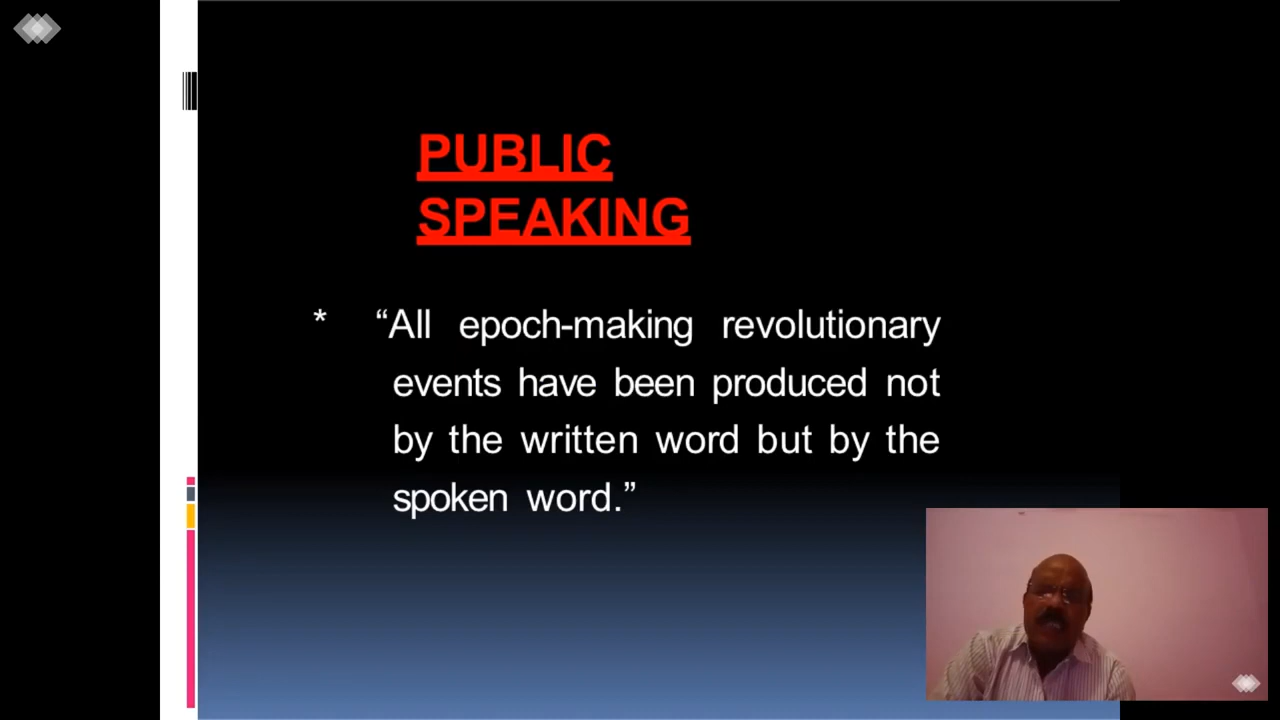 PUBLIC
SPEAKING
* “All epoch-making revolutionary
events have been produced not
by the written word but by the
spoken word.”